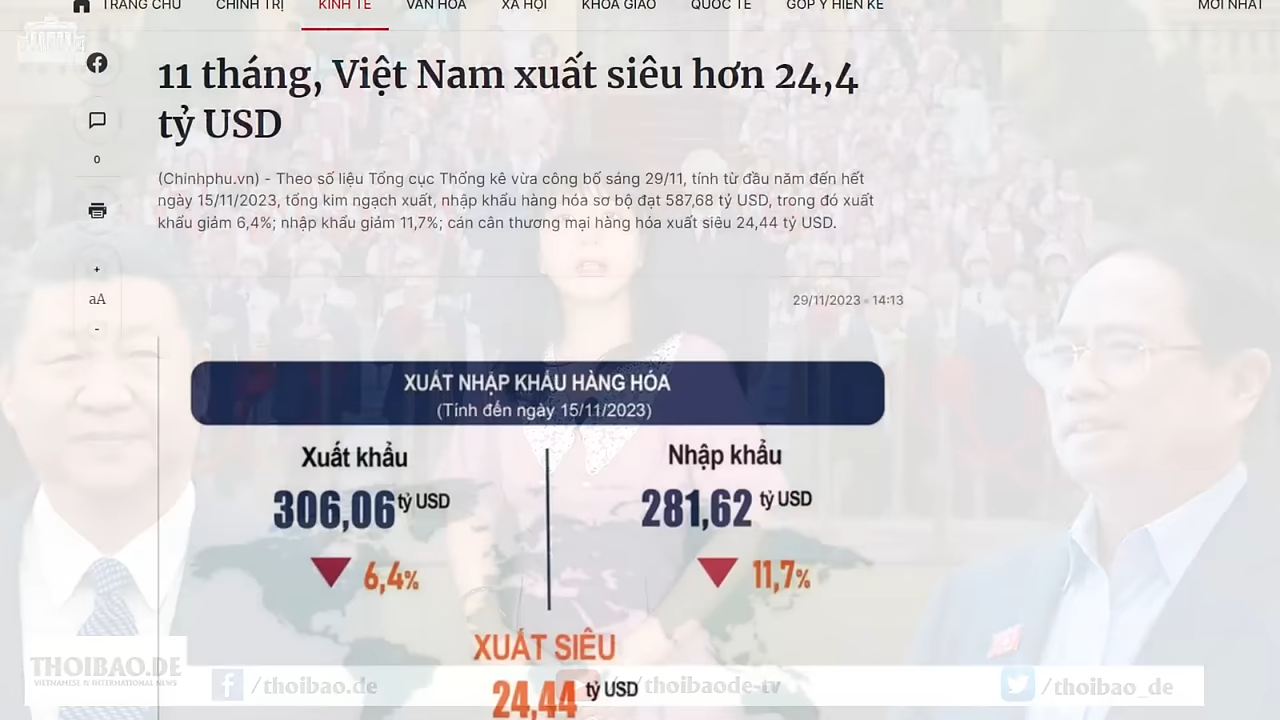 TRANG CHỦ CHÍNH TRỊ KINH TẾ VĂN HÓA XÃ HỘI KHOA GIÁO QUỐC TẾ GÓP Ý HIẾN KẾ MỚI NHẤT
11 tháng, Việt Nam xuất siêu hơn 24,4
tỷ USD
0
(Chinhphu.vn) - Theo số liệu Tổng cục Thống kê vừa công bố sáng 29/11, tính từ đầu năm đến hết
ngày 15/11/2023, tổng kim ngạch xuất, nhập khẩu hàng hóa sơ bộ đạt 587,68 tỷ USD, trong đó xuất
khẩu giảm 6,4%; nhập khẩu giảm 11,7%; cán cân thương mại hàng hóa xuất siêu 24,44 tỷ USD.
+
aA
-
29/11/2023 - 14:13
XUẤT NHẬP KHẨU HÀNG HÓA
(Tính đến ngày 15/11/2023)
Xuất khẩu Nhập khẩu
306,06 tỷ USD 281,62 tỷ USD
6,4% 11,7%
XUẤT SIÊU
24,44 tỷ USD
THOIBAO.DE
VIETNAMESE & INTERNATIONAL NEWS
/thoibao.de /thoibaode-tv /thoibao_de